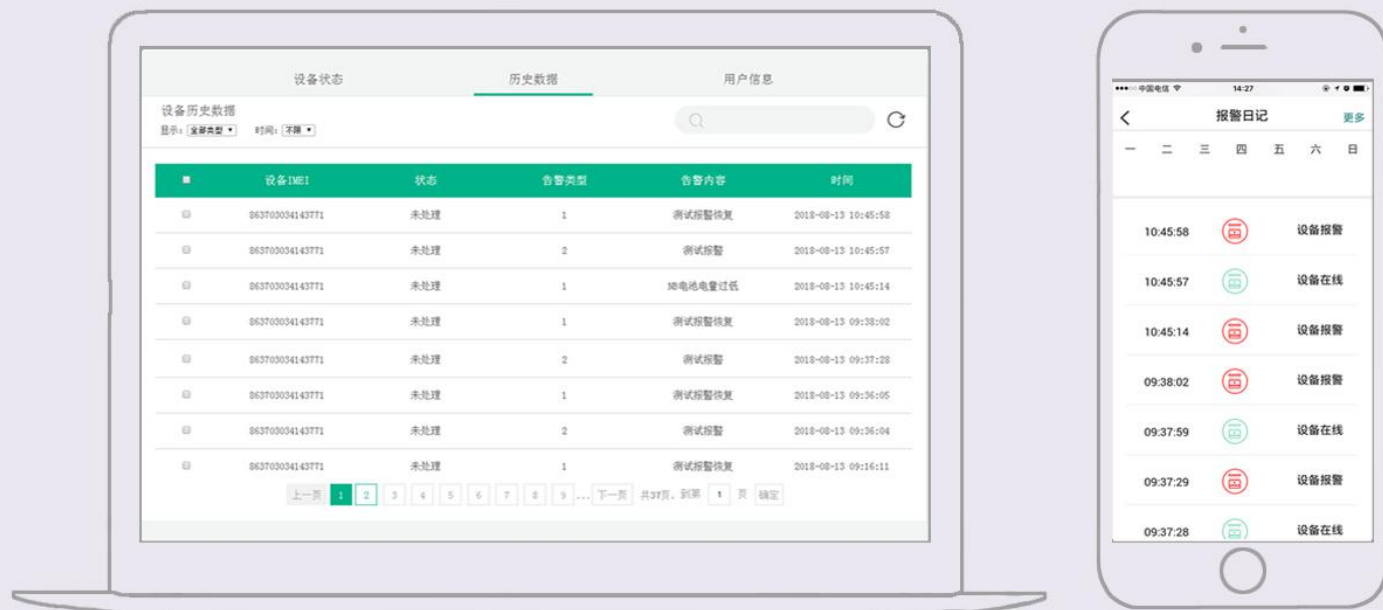 设备状态 历史数据 用户信息
设备历史数据
显示: 全部类型 时间: 不限
设备IMEI 状态 告警类型 告警内容 时间
863703034143771 未处理 1 测试报警恢复 2018-08-13 10:45:58
863703034143771 未处理 2 测试报警 2018-08-13 10:45:57
863703034143771 未处理 1 NB电池电量过低 2018-08-13 10:45:14
863703034143771 未处理 1 测试报警恢复 2018-08-13 09:38:02
863703034143771 未处理 2 测试报警 2018-08-13 09:37:28
863703034143771 未处理 1 测试报警恢复 2018-08-13 09:36:05
863703034143771 未处理 2 测试报警 2018-08-13 09:36:04
863703034143771 未处理 1 测试报警恢复 2018-08-13 09:16:11
上一页 1 2 3 4 5 6 7 8 9 ... 下一页 共37页, 到第 1 页 确定
中国电信 14:27
报警日记 更多
一 二 三 四 五 六 日
10:45:58 设备报警
10:45:57 设备在线
10:45:14 设备报警
09:38:02 设备报警
09:37:59 设备在线
09:37:29 设备报警
09:37:28 设备在线